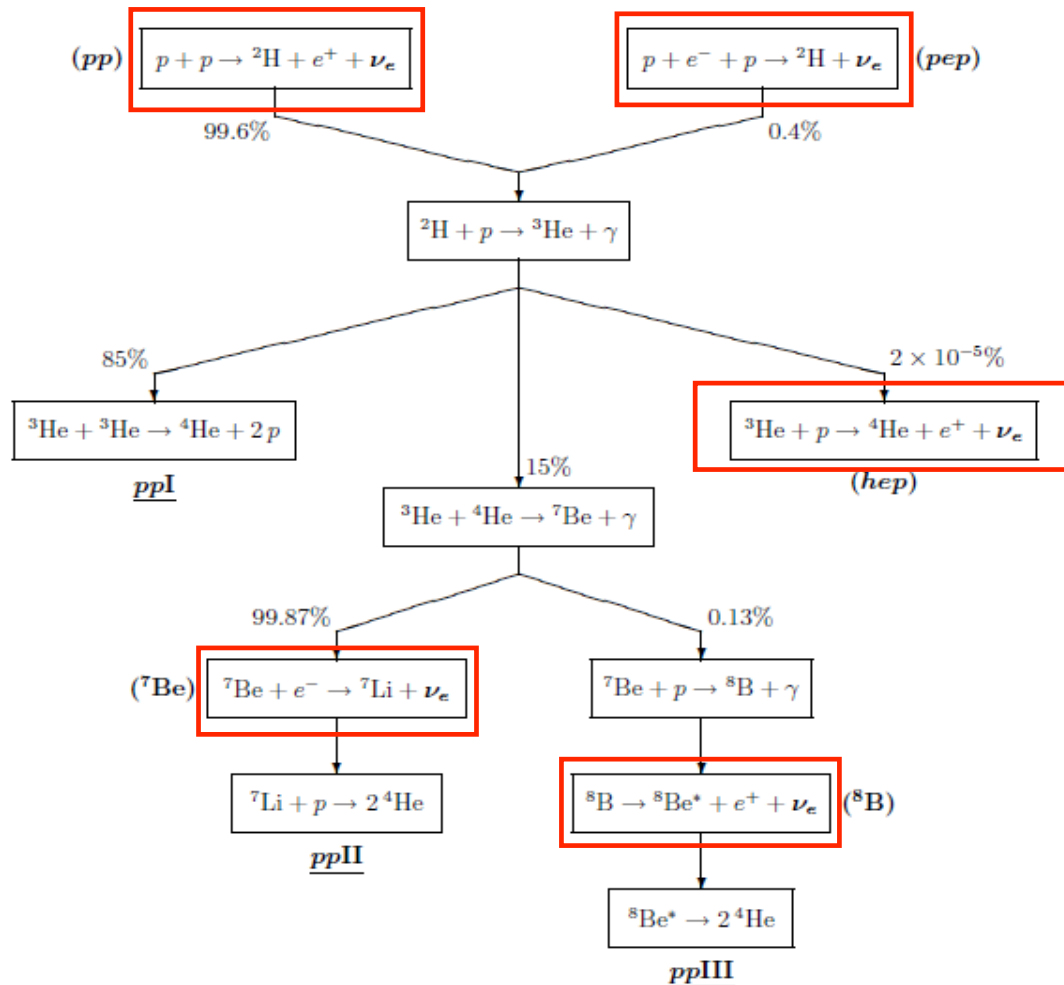 (pp) p + p → ²H + e⁺ + νₑ
p + e⁻ + p → ²H + νₑ (pep)
99.6%
0.4%
²H + p → ³He + γ
85%
2 × 10⁻⁵%
³He + ³He → ⁴He + 2 p
³He + p → ⁴He + e⁺ + νₑ
ppI
(hep)
15%
³He + ⁴He → ⁷Be + γ
99.87%
0.13%
(⁷Be) ⁷Be + e⁻ → ⁷Li + νₑ
⁷Be + p → ⁸B + γ
⁷Li + p → 2 ⁴He
⁸B → ⁸Be* + e⁺ + νₑ (⁸B)
ppII
⁸Be* → 2 ⁴He
ppIII